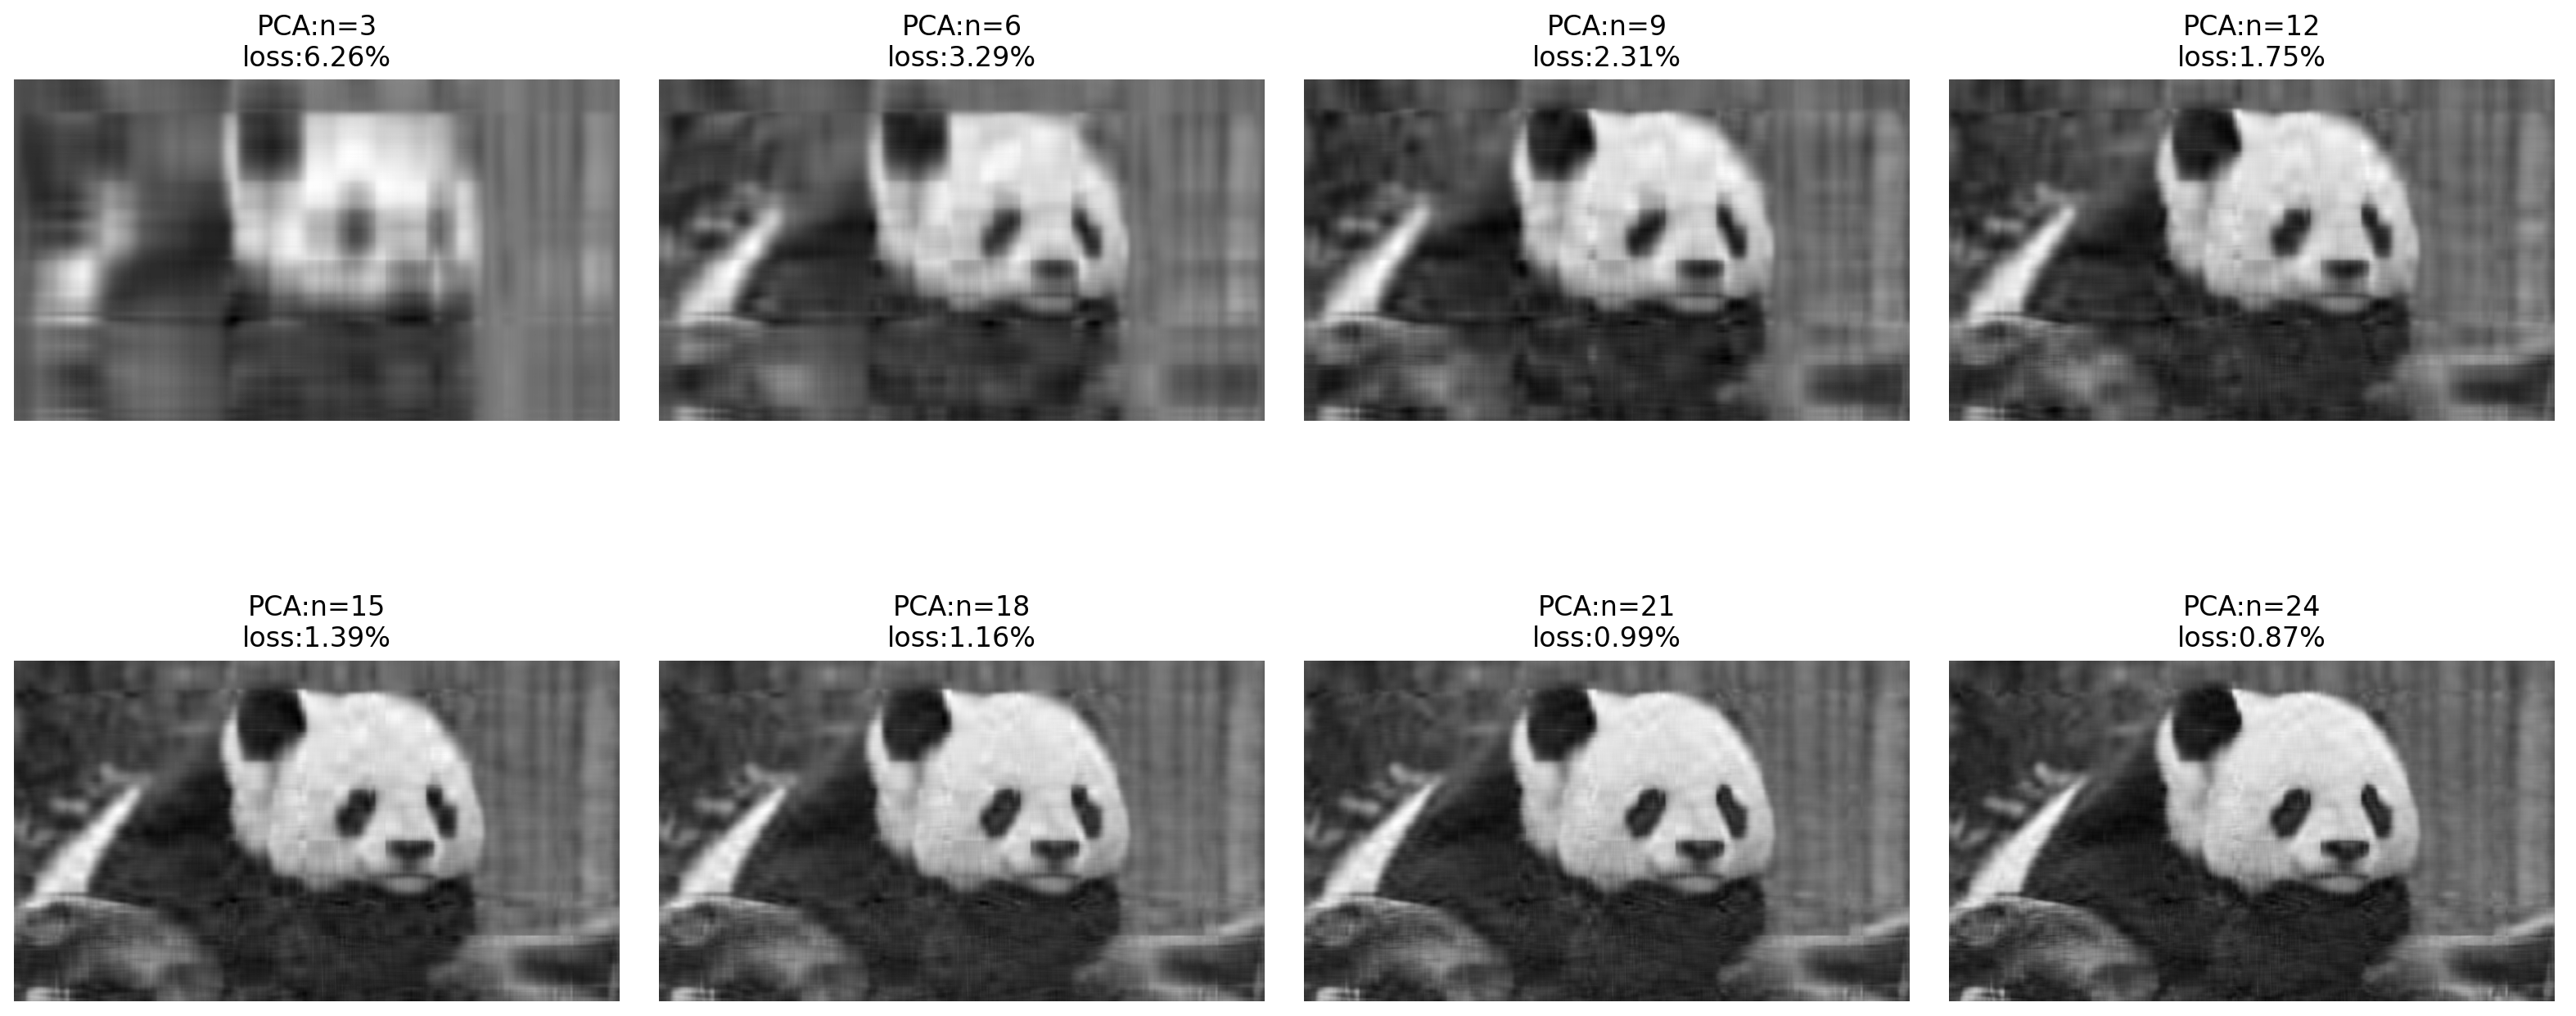 PCA:n=3
loss:6.26%
PCA:n=6
loss:3.29%
PCA:n=9
loss:2.31%
PCA:n=12
loss:1.75%
PCA:n=15
loss:1.39%
PCA:n=18
loss:1.16%
PCA:n=21
loss:0.99%
PCA:n=24
loss:0.87%